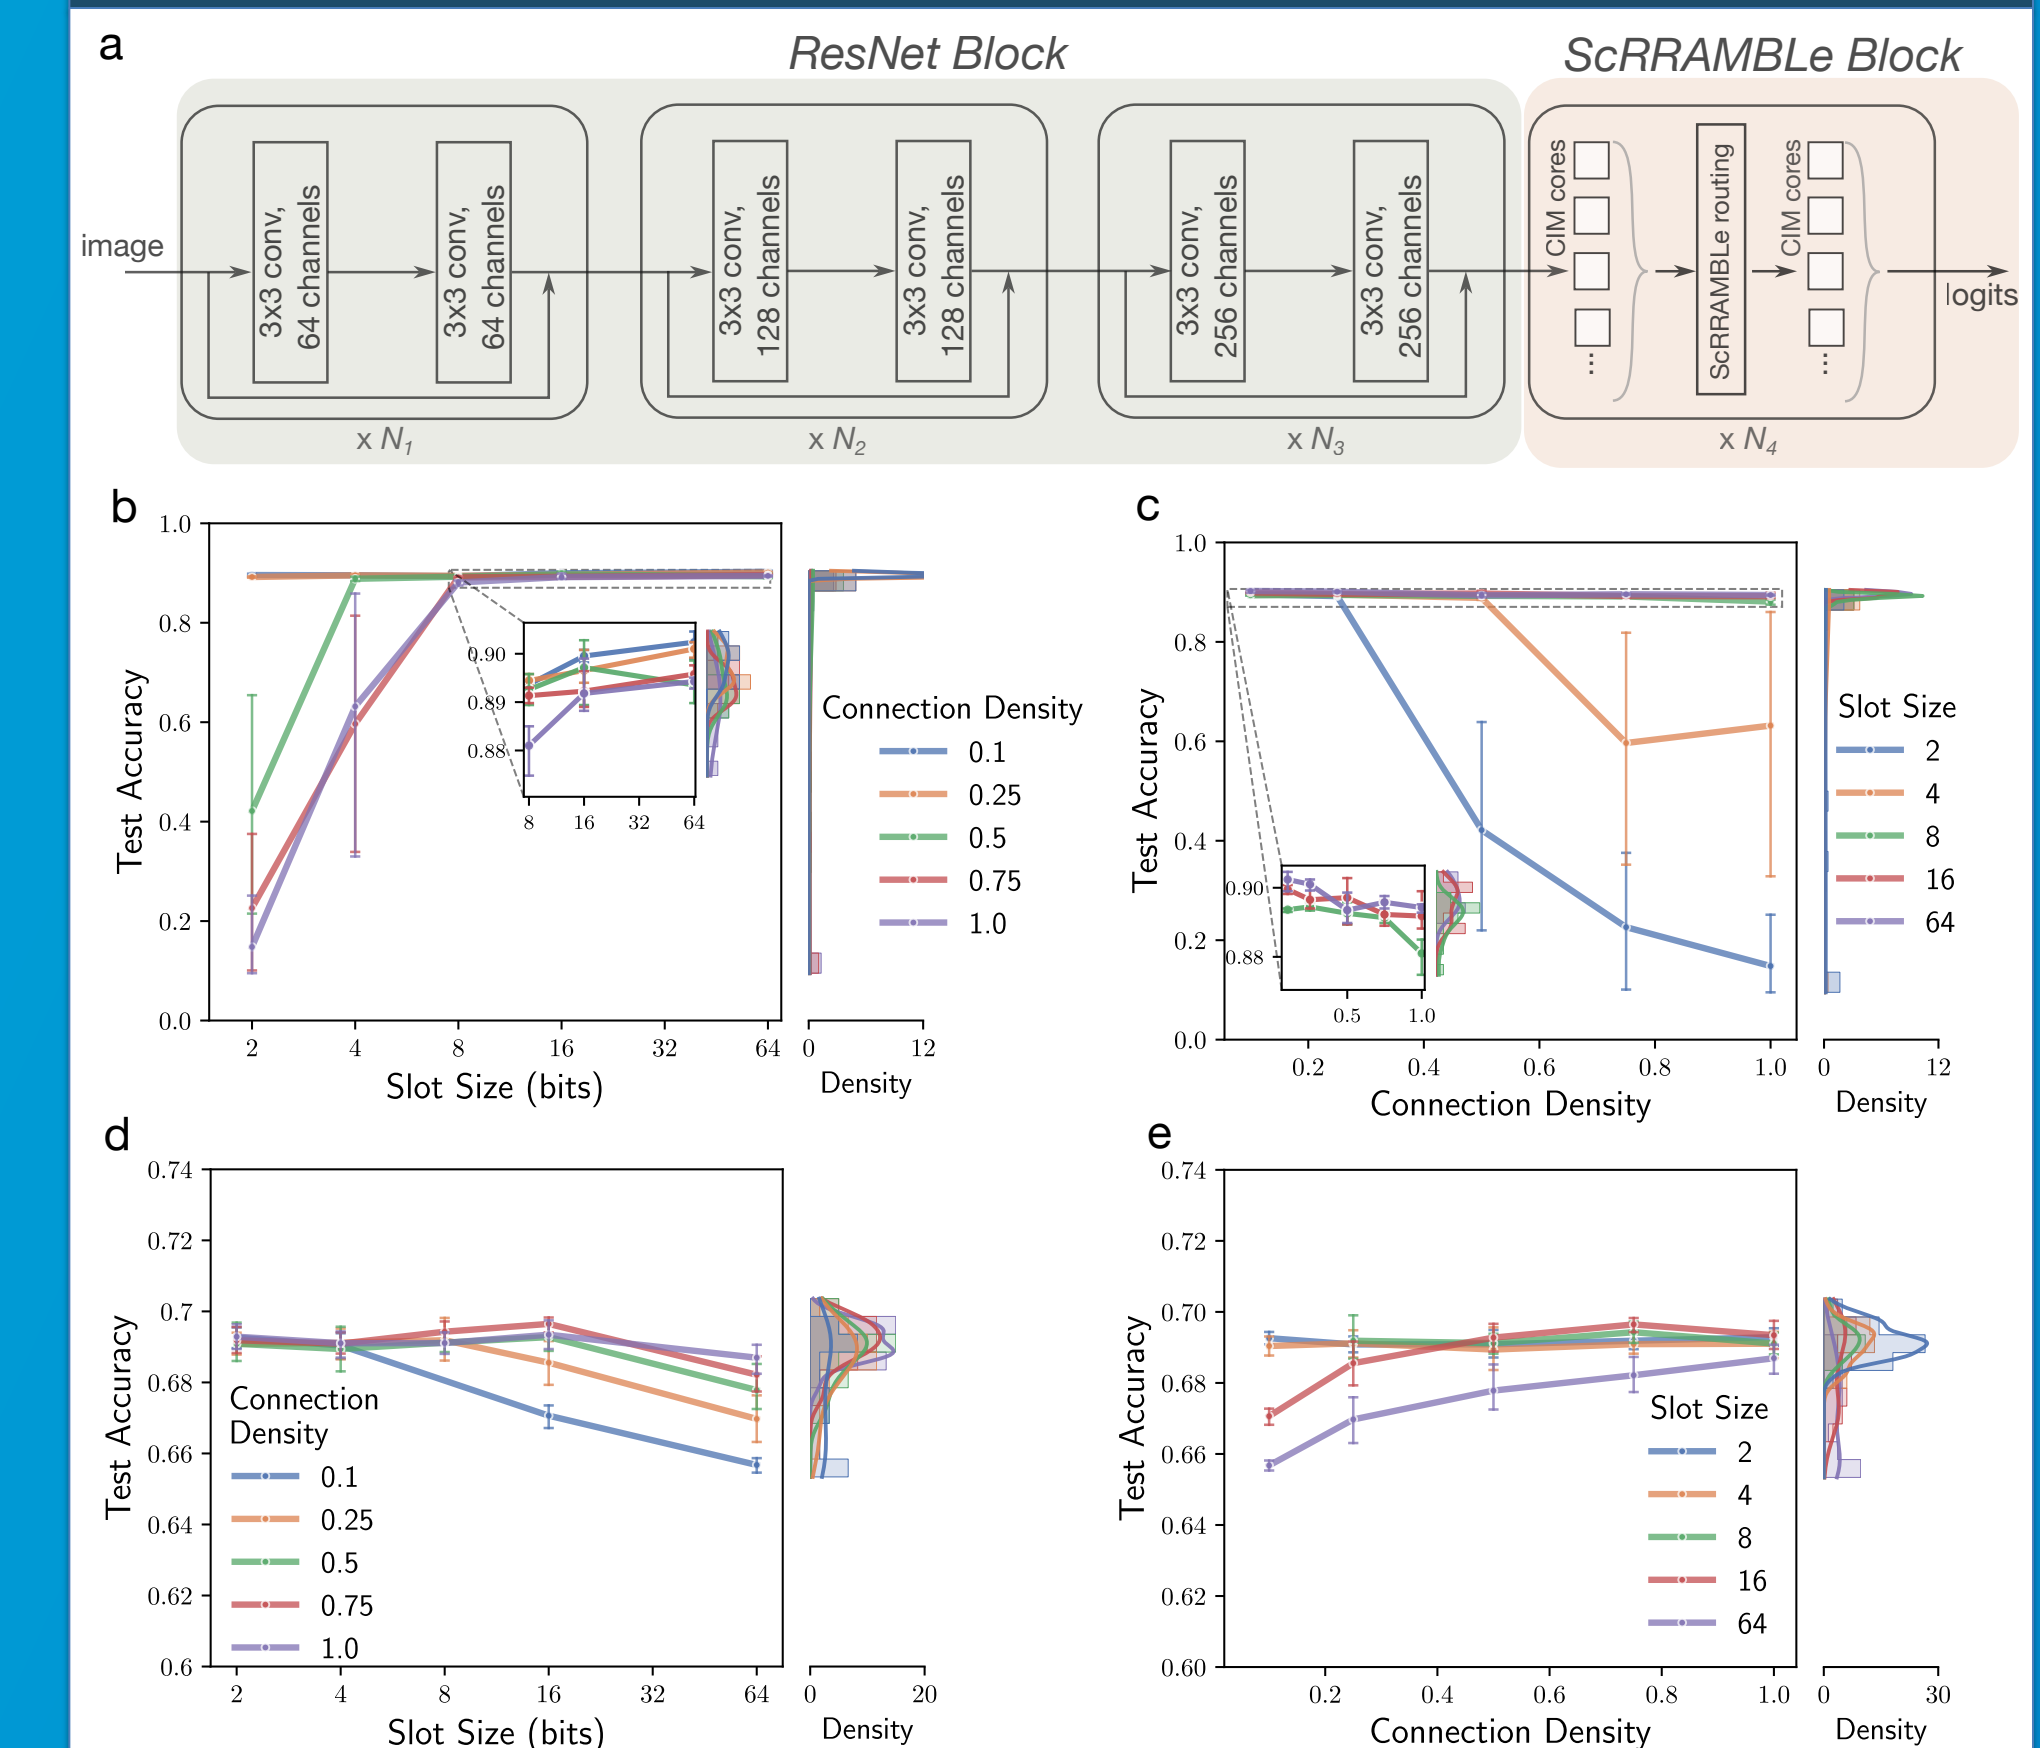 a
ResNet Block
ScRRAMBLe Block
image
3x3 conv,
64 channels
3x3 conv,
64 channels
3x3 conv,
128 channels
3x3 conv,
128 channels
3x3 conv,
256 channels
3x3 conv,
256 channels
CIM cores
...
ScRRAMBLe routing
CIM cores
...
logits
x N1
x N2
x N3
x N4
b
1.0
0.8
0.6
0.4
0.2
0.0
Test Accuracy
2 4 8 16 32 64
Slot Size (bits)
0.90
0.89
0.88
8 16 32 64
0 12
Density
Connection Density
0.1
0.25
0.5
0.75
1.0
c
1.0
0.8
0.6
0.4
0.2
0.0
Test Accuracy
0.90
0.88
0.5 1.0
0.2 0.4 0.6 0.8 1.0
Connection Density
0 12
Density
Slot Size
2
4
8
16
64
d
0.74
0.72
0.7
0.68
0.66
0.64
0.62
0.6
Test Accuracy
Connection
Density
0.1
0.25
0.5
0.75
1.0
2 4 8 16 32 64
Slot Size (bits)
0 20
Density
e
0.74
0.72
0.70
0.68
0.66
0.64
0.62
0.60
Test Accuracy
Slot Size
2
4
8
16
64
0.2 0.4 0.6 0.8 1.0
Connection Density
0 30
Density